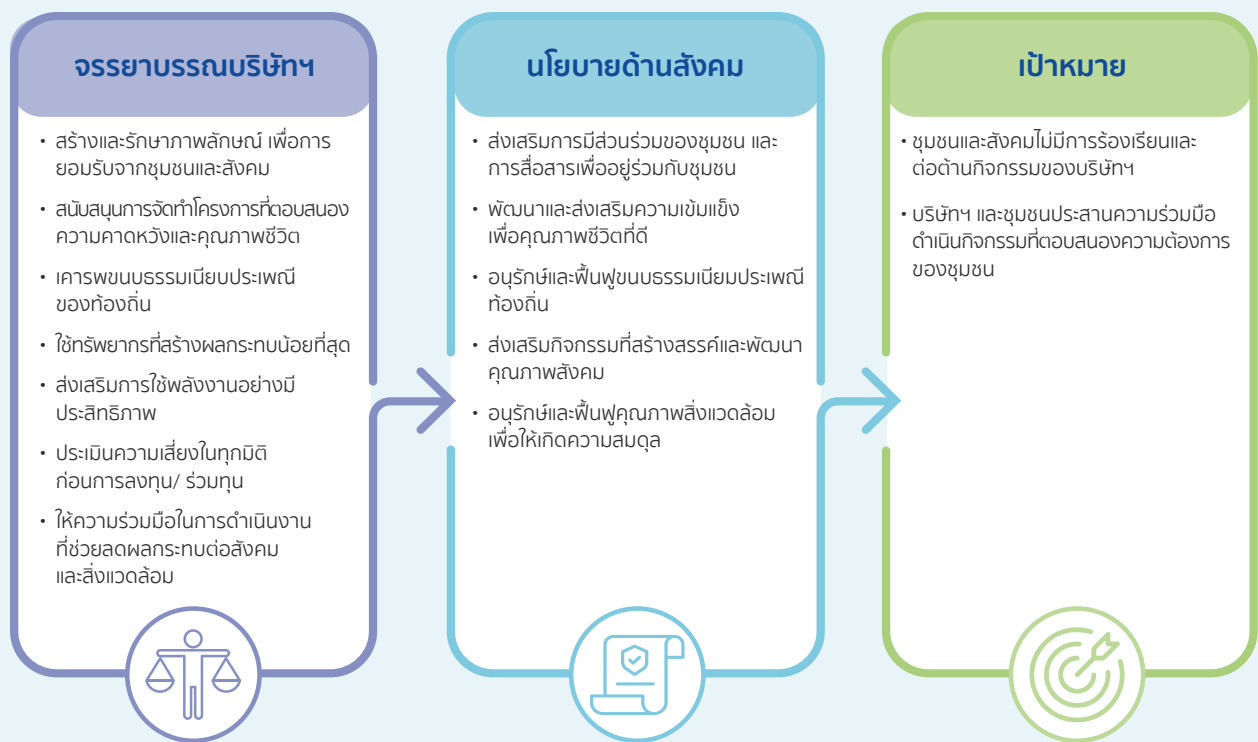 จรรยาบรรณบริษัทฯ
• สร้างและรักษาภาพลักษณ์ เพื่อการ
ยอมรับจากชุมชนและสังคม
• สนับสนุนการจัดทำโครงการที่ตอบสนอง
ความคาดหวังและคุณภาพชีวิต
• เคารพขนบธรรมเนียบประเพณี
ของท้องถิ่น
• ใช้ทรัพยากรที่สร้างผลกระทบน้อยที่สุด
• ส่งเสริมการใช้พลังงานอย่างมี
ประสิทธิภาพ
• ประเมินความเสี่ยงในทุกมิติ
ก่อนการลงทุน/ ร่วมทุน
• ให้ความร่วมมือในการดำเนินงาน
ที่ช่วยลดผลกระทบต่อสังคม
และสิ่งแวดล้อม
นโยบายด้านสังคม
• ส่งเสริมการมีส่วนร่วมของชุมชน และ
การสื่อสารเพื่ออยู่ร่วมกับชุมชน
• พัฒนาและส่งเสริมความเข้มแข็ง
เพื่อคุณภาพชีวิตที่ดี
• อนุรักษ์และฟื้นฟูขนบธรรมเนียมประเพณี
ท้องถิ่น
• ส่งเสริมกิจกรรมที่สร้างสรรค์และพัฒนา
คุณภาพสังคม
• อนุรักษ์และฟื้นฟูคุณภาพสิ่งแวดล้อม
เพื่อให้เกิดความสมดุล
เป้าหมาย
• ชุมชนและสังคมไม่มีการร้องเรียนและ
ต่อต้านกิจกรรมของบริษัทฯ
• บริษัทฯ และชุมชนประสานความร่วมมือ
ดำเนินกิจกรรมที่ตอบสนองความต้องการ
ของชุมชน